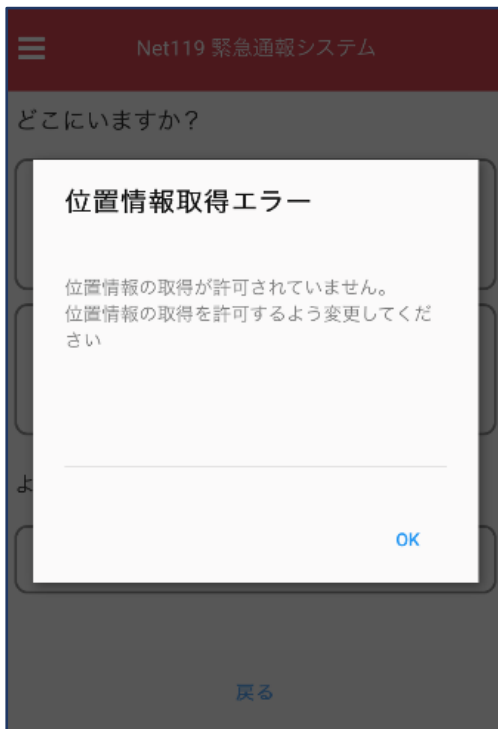 Net119 緊急通報システム
どこにいますか？
位置情報取得エラー
位置情報の取得が許可されていません。
位置情報の取得を許可するよう変更してくだ
さい
よ
OK
戻る